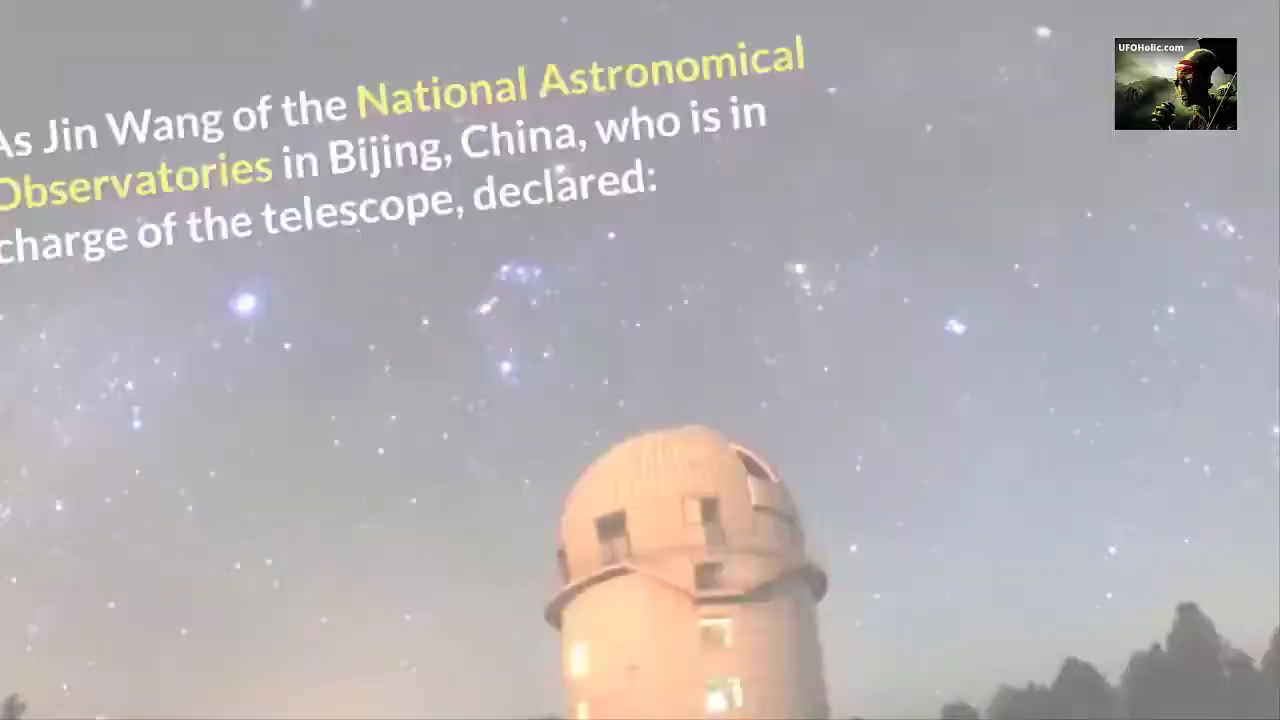 As Jin Wang of the National Astronomical
Observatories in Bijing, China, who is in
charge of the telescope, declared:
UFOHolic.com